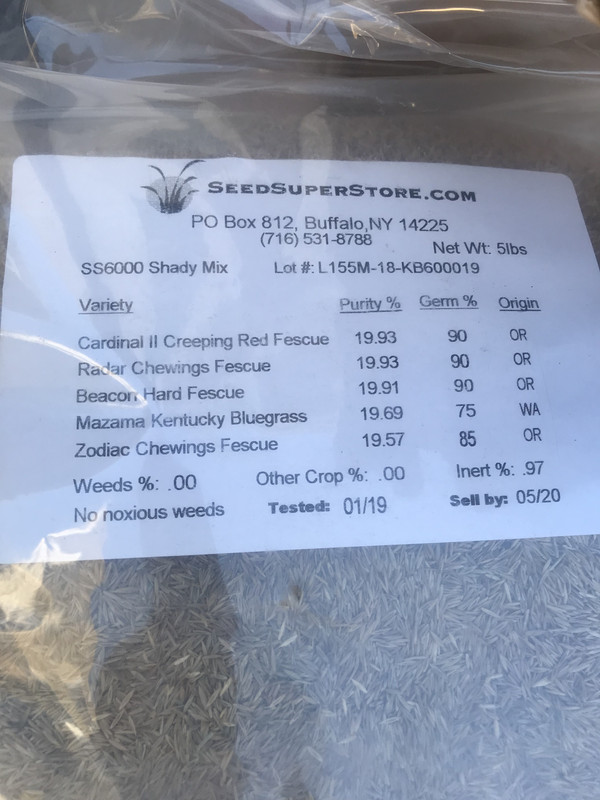 SEEDSUPERSTORE.COM
PO Box 812, Buffalo,NY 14225
(716) 531-8788
Net Wt: 5lbs
SS6000 Shady Mix Lot #: L155M-18-KB600019
Variety Purity % Germ % Origin
Cardinal II Creeping Red Fescue 19.93 90 OR
Radar Chewings Fescue 19.93 90 OR
Beacon Hard Fescue 19.91 90 OR
Mazama Kentucky Bluegrass 19.69 75 WA
Zodiac Chewings Fescue 19.57 85 OR
Weeds %: .00 Other Crop %: .00 Inert %: .97
No noxious weeds Tested: 01/19 Sell by: 05/20